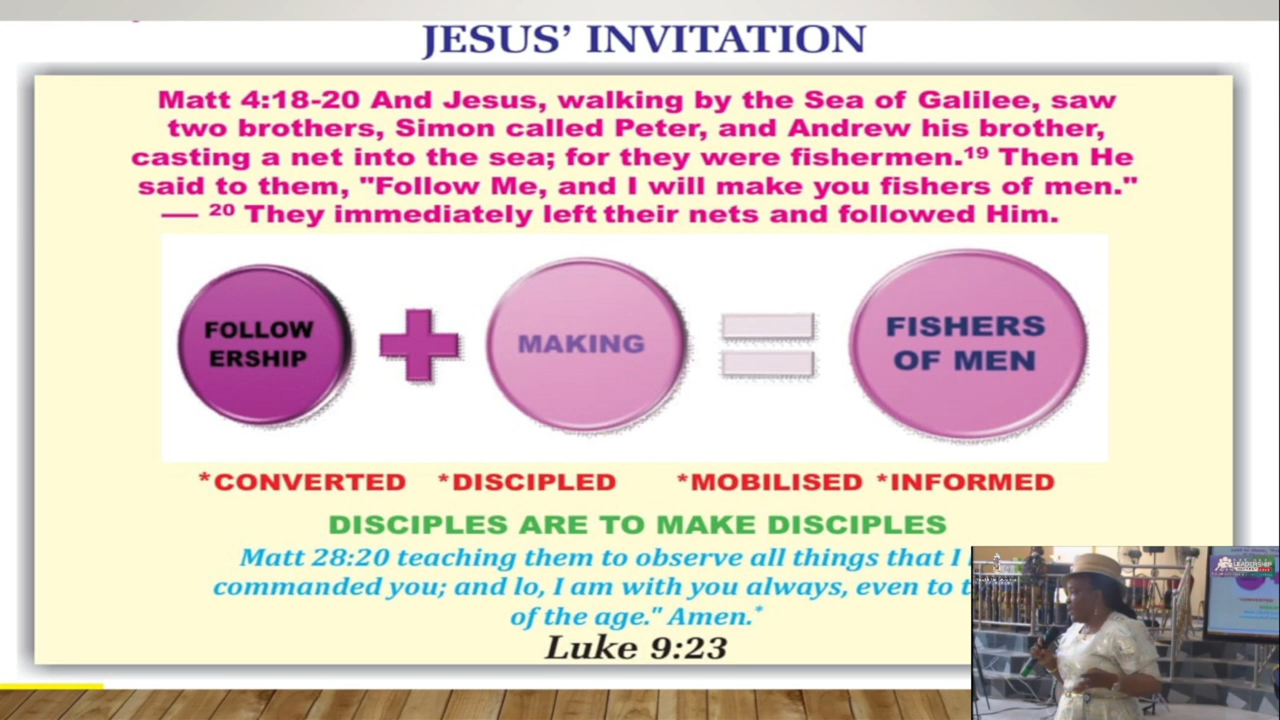 JESUS’ INVITATION
Matt 4:18-20 And Jesus, walking by the Sea of Galilee, saw
two brothers, Simon called Peter, and Andrew his brother,
casting a net into the sea; for they were fishermen.¹⁹ Then He
said to them, "Follow Me, and I will make you fishers of men."
— ²⁰ They immediately left their nets and followed Him.
FOLLOW
ERSHIP
MAKING
FISHERS
OF MEN
*CONVERTED *DISCIPLED *MOBILISED *INFORMED
DISCIPLES ARE TO MAKE DISCIPLES
Matt 28:20 teaching them to observe all things that I
commanded you; and lo, I am with you always, even to
of the age." Amen.*
Luke 9:23
LEADERSHIP